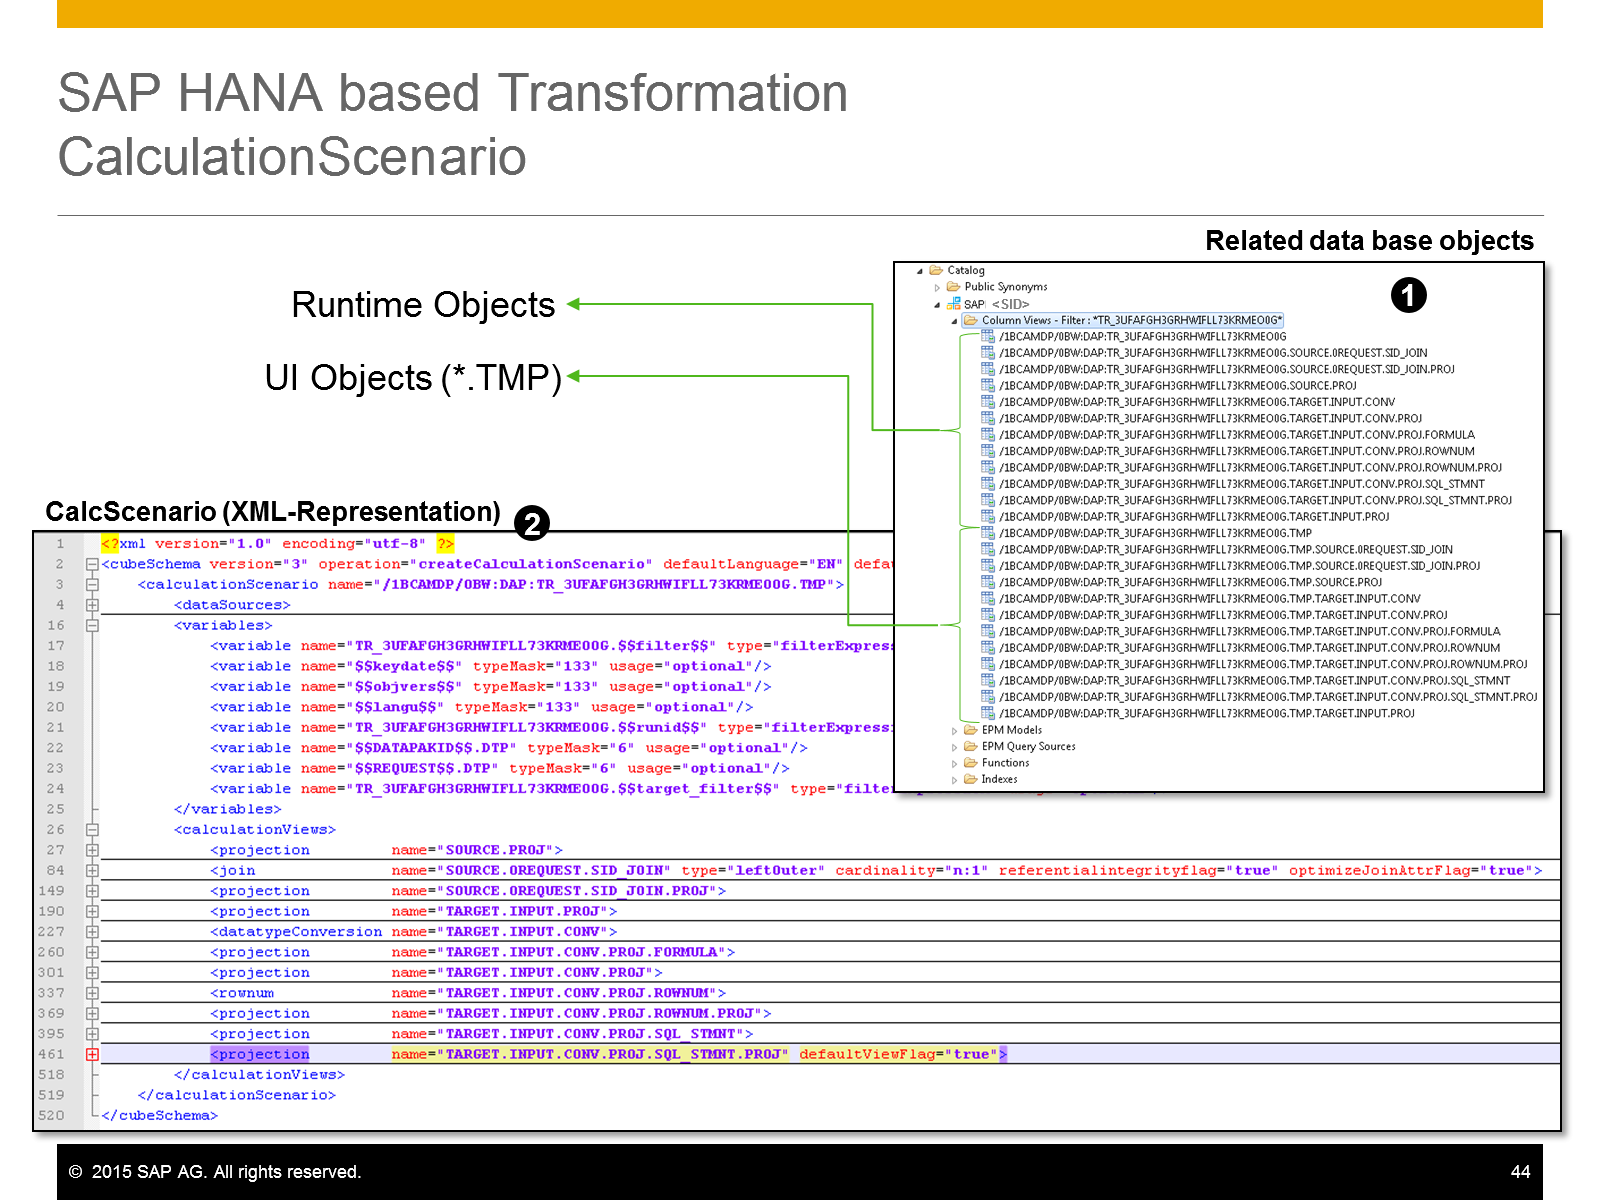 SAP HANA based Transformation
CalculationScenario
Related data base objects
Runtime Objects
UI Objects (*.TMP)
1
Catalog
Public Synonyms
SAP <SID>
Column Views - Filter : *TR_3UFAFGH3GRHWIFLL73KRMEO0G*
/1BCAMDP/0BW:DAP:TR_3UFAFGH3GRHWIFLL73KRMEO0G
/1BCAMDP/0BW:DAP:TR_3UFAFGH3GRHWIFLL73KRMEO0G.SOURCE.0REQUEST.SID_JOIN
/1BCAMDP/0BW:DAP:TR_3UFAFGH3GRHWIFLL73KRMEO0G.SOURCE.0REQUEST.SID_JOIN.PROJ
/1BCAMDP/0BW:DAP:TR_3UFAFGH3GRHWIFLL73KRMEO0G.SOURCE.PROJ
/1BCAMDP/0BW:DAP:TR_3UFAFGH3GRHWIFLL73KRMEO0G.TARGET.INPUT.CONV
/1BCAMDP/0BW:DAP:TR_3UFAFGH3GRHWIFLL73KRMEO0G.TARGET.INPUT.CONV.PROJ
/1BCAMDP/0BW:DAP:TR_3UFAFGH3GRHWIFLL73KRMEO0G.TARGET.INPUT.CONV.PROJ.FORMULA
/1BCAMDP/0BW:DAP:TR_3UFAFGH3GRHWIFLL73KRMEO0G.TARGET.INPUT.CONV.PROJ.ROWNUM
/1BCAMDP/0BW:DAP:TR_3UFAFGH3GRHWIFLL73KRMEO0G.TARGET.INPUT.CONV.PROJ.ROWNUM.PROJ
/1BCAMDP/0BW:DAP:TR_3UFAFGH3GRHWIFLL73KRMEO0G.TARGET.INPUT.CONV.PROJ.SQL_STMNT
/1BCAMDP/0BW:DAP:TR_3UFAFGH3GRHWIFLL73KRMEO0G.TARGET.INPUT.CONV.PROJ.SQL_STMNT.PROJ
/1BCAMDP/0BW:DAP:TR_3UFAFGH3GRHWIFLL73KRMEO0G.TARGET.INPUT.PROJ
/1BCAMDP/0BW:DAP:TR_3UFAFGH3GRHWIFLL73KRMEO0G.TMP
/1BCAMDP/0BW:DAP:TR_3UFAFGH3GRHWIFLL73KRMEO0G.TMP.SOURCE.0REQUEST.SID_JOIN
/1BCAMDP/0BW:DAP:TR_3UFAFGH3GRHWIFLL73KRMEO0G.TMP.SOURCE.0REQUEST.SID_JOIN.PROJ
/1BCAMDP/0BW:DAP:TR_3UFAFGH3GRHWIFLL73KRMEO0G.TMP.SOURCE.PROJ
/1BCAMDP/0BW:DAP:TR_3UFAFGH3GRHWIFLL73KRMEO0G.TMP.TARGET.INPUT.CONV
/1BCAMDP/0BW:DAP:TR_3UFAFGH3GRHWIFLL73KRMEO0G.TMP.TARGET.INPUT.CONV.PROJ
/1BCAMDP/0BW:DAP:TR_3UFAFGH3GRHWIFLL73KRMEO0G.TMP.TARGET.INPUT.CONV.PROJ.FORMULA
/1BCAMDP/0BW:DAP:TR_3UFAFGH3GRHWIFLL73KRMEO0G.TMP.TARGET.INPUT.CONV.PROJ.ROWNUM
/1BCAMDP/0BW:DAP:TR_3UFAFGH3GRHWIFLL73KRMEO0G.TMP.TARGET.INPUT.CONV.PROJ.ROWNUM.PROJ
/1BCAMDP/0BW:DAP:TR_3UFAFGH3GRHWIFLL73KRMEO0G.TMP.TARGET.INPUT.CONV.PROJ.SQL_STMNT
/1BCAMDP/0BW:DAP:TR_3UFAFGH3GRHWIFLL73KRMEO0G.TMP.TARGET.INPUT.CONV.PROJ.SQL_STMNT.PROJ
/1BCAMDP/0BW:DAP:TR_3UFAFGH3GRHWIFLL73KRMEO0G.TMP.TARGET.INPUT.PROJ
EPM Models
EPM Query Sources
Functions
Indexes
CalcScenario (XML-Representation)
2
1 <?xml version="1.0" encoding="utf-8" ?>
2 <cubeSchema version="3" operation="createCalculationScenario" defaultLanguage="EN" defau
3 <calculationScenario name="/1BCAMDP/0BW:DAP:TR_3UFAFGH3GRHWIFLL73KRMEO0G.TMP">
4 <dataSources>
16 <variables>
17 <variable name="TR_3UFAFGH3GRHWIFLL73KRMEO0G.$$filter$$" type="filterExpress
18 <variable name="$$keydate$$" typeMask="133" usage="optional"/>
19 <variable name="$$objvers$$" typeMask="133" usage="optional"/>
20 <variable name="$$langu$$" typeMask="133" usage="optional"/>
21 <variable name="TR_3UFAFGH3GRHWIFLL73KRMEO0G.$$runid$$" type="filterExpress
22 <variable name="$$DATAPAKID$$.DTP" typeMask="6" usage="optional"/>
23 <variable name="$$REQUEST$$.DTP" typeMask="6" usage="optional"/>
24 <variable name="TR_3UFAFGH3GRHWIFLL73KRMEO0G.$$target_filter$$" type="filter
25 </variables>
26 <calculationViews>
27 <projection name="SOURCE.PROJ">
84 <join name="SOURCE.0REQUEST.SID_JOIN" type="leftOuter" cardinality="n:1" referentialintegrityflag="true" optimizeJoinAttrFlag="true">
149 <projection name="SOURCE.0REQUEST.SID_JOIN.PROJ">
190 <projection name="TARGET.INPUT.PROJ">
227 <datatypeConversion name="TARGET.INPUT.CONV">
260 <projection name="TARGET.INPUT.CONV.PROJ.FORMULA">
301 <projection name="TARGET.INPUT.CONV.PROJ">
337 <rownum name="TARGET.INPUT.CONV.PROJ.ROWNUM">
369 <projection name="TARGET.INPUT.CONV.PROJ.ROWNUM.PROJ">
395 <projection name="TARGET.INPUT.CONV.PROJ.SQL_STMNT">
461 <projection name="TARGET.INPUT.CONV.PROJ.SQL_STMNT.PROJ" defaultViewFlag="true">
518 </calculationViews>
519 </calculationScenario>
520 </cubeSchema>
© 2015 SAP AG. All rights reserved.
44